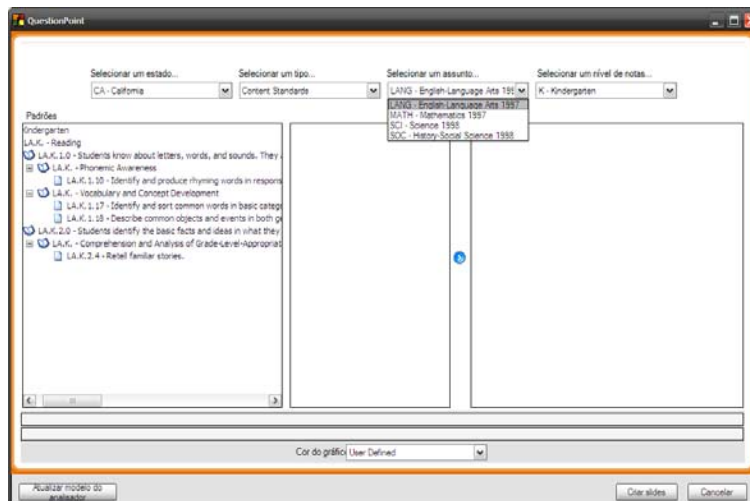 QuestionPoint
Selecionar um estado...
Selecionar um tipo...
Selecionar um assunto...
Selecionar um nível de notas...
CA - California
Content Standards
LANG - English-Language Arts 199
K - Kindergarten
LANG - English-Language Arts 1997
MATH - Mathematics 1997
SCI - Science 1998
SOC - History-Social Science 1998
Padrões
Kindergarten
LA.K. - Reading
LA.K.1.0 - Students know about letters, words, and sounds. They
LA.K. - Phonemic Awareness
LA.K.1.10 - Identify and produce rhyming words in respons
LA.K. - Vocabulary and Concept Development
LA.K.1.17 - Identify and sort common words in basic categ
LA.K.1.18 - Describe common objects and events in both g
LA.K.2.0 - Students identify the basic facts and ideas in what they
LA.K. - Comprehension and Analysis of Grade-Level-Appropriat
LA.K.2.4 - Retell familiar stories.
Cor do gráfico
User Defined
Atualizar modelo do
analisador
Criar slides
Cancelar